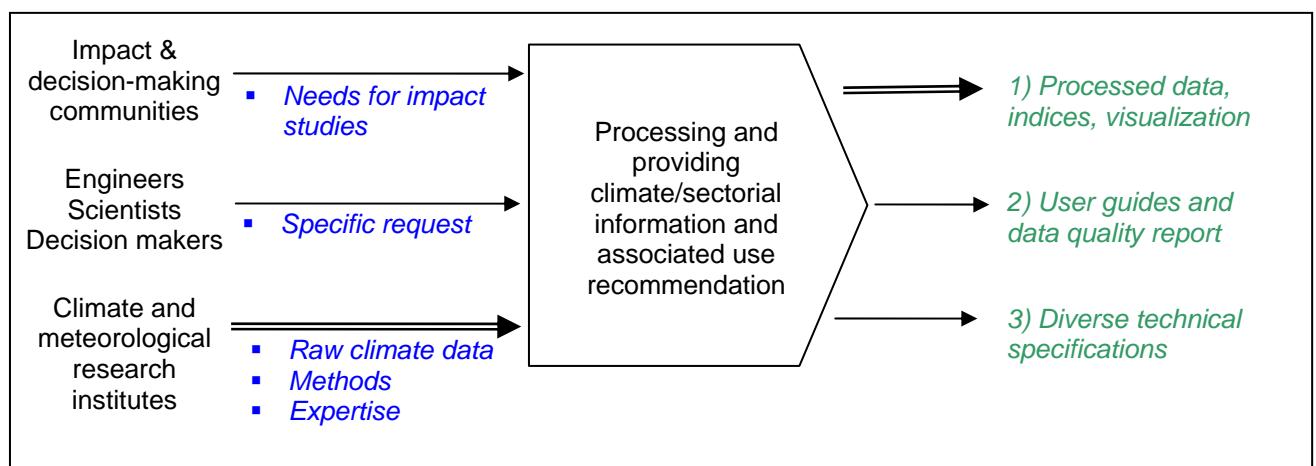 Impact &
decision-making
communities
▪ Needs for impact
studies
Engineers
Scientists
Decision makers
▪ Specific request
Climate and
meteorological
research
institutes
▪ Raw climate data
▪ Methods
▪ Expertise
Processing and
providing
climate/sectorial
information and
associated use
recommendation
1) Processed data,
indices, visualization
2) User guides and
data quality report
3) Diverse technical
specifications